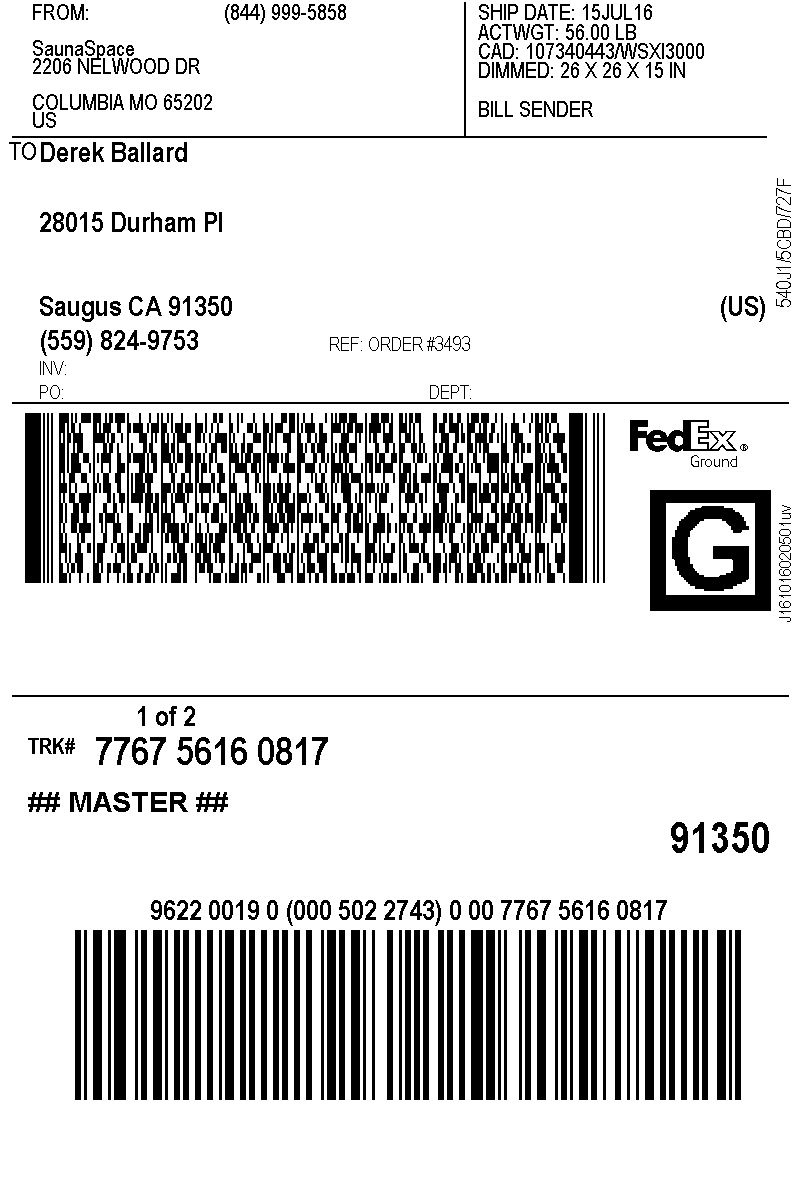 FROM: (844) 999-5858
SaunaSpace
2206 NELWOOD DR
COLUMBIA MO 65202
US
SHIP DATE: 15JUL16
ACTWGT: 56.00 LB
CAD: 107340443/WSXI3000
DIMMED: 26 X 26 X 15 IN
BILL SENDER
TO Derek Ballard
28015 Durham Pl
Saugus CA 91350 (US)
(559) 824-9753 REF: ORDER #3493
INV:
PO: DEPT:
540J1/5CBD/727F
FedEx®
Ground
G
J161016020501uv
1 of 2
TRK# 7767 5616 0817
## MASTER ##
91350
9622 0019 0 (000 502 2743) 0 00 7767 5616 0817